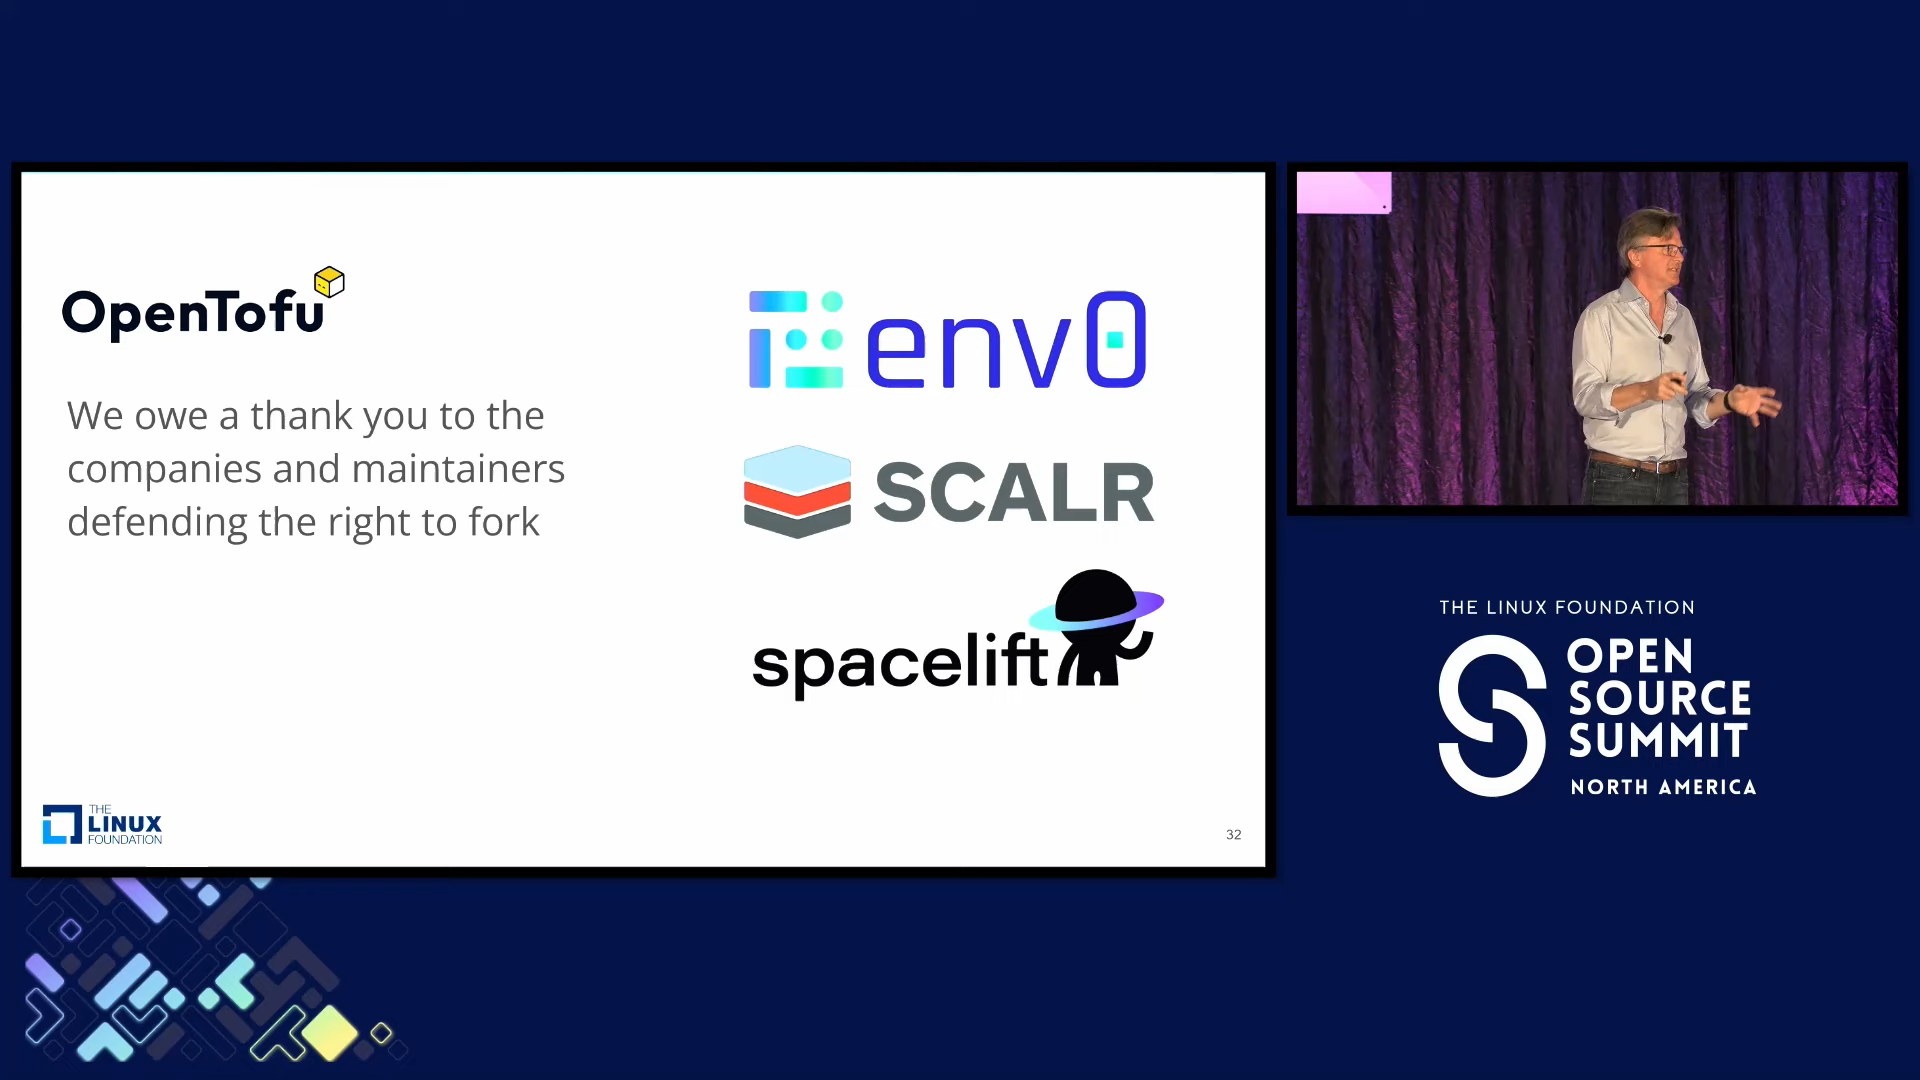 OpenTofu
We owe a thank you to the
companies and maintainers
defending the right to fork
env0
SCALR
spacelift
THE
LINUX
FOUNDATION
32
THE LINUX FOUNDATION
OPEN
SOURCE
SUMMIT
NORTH AMERICA